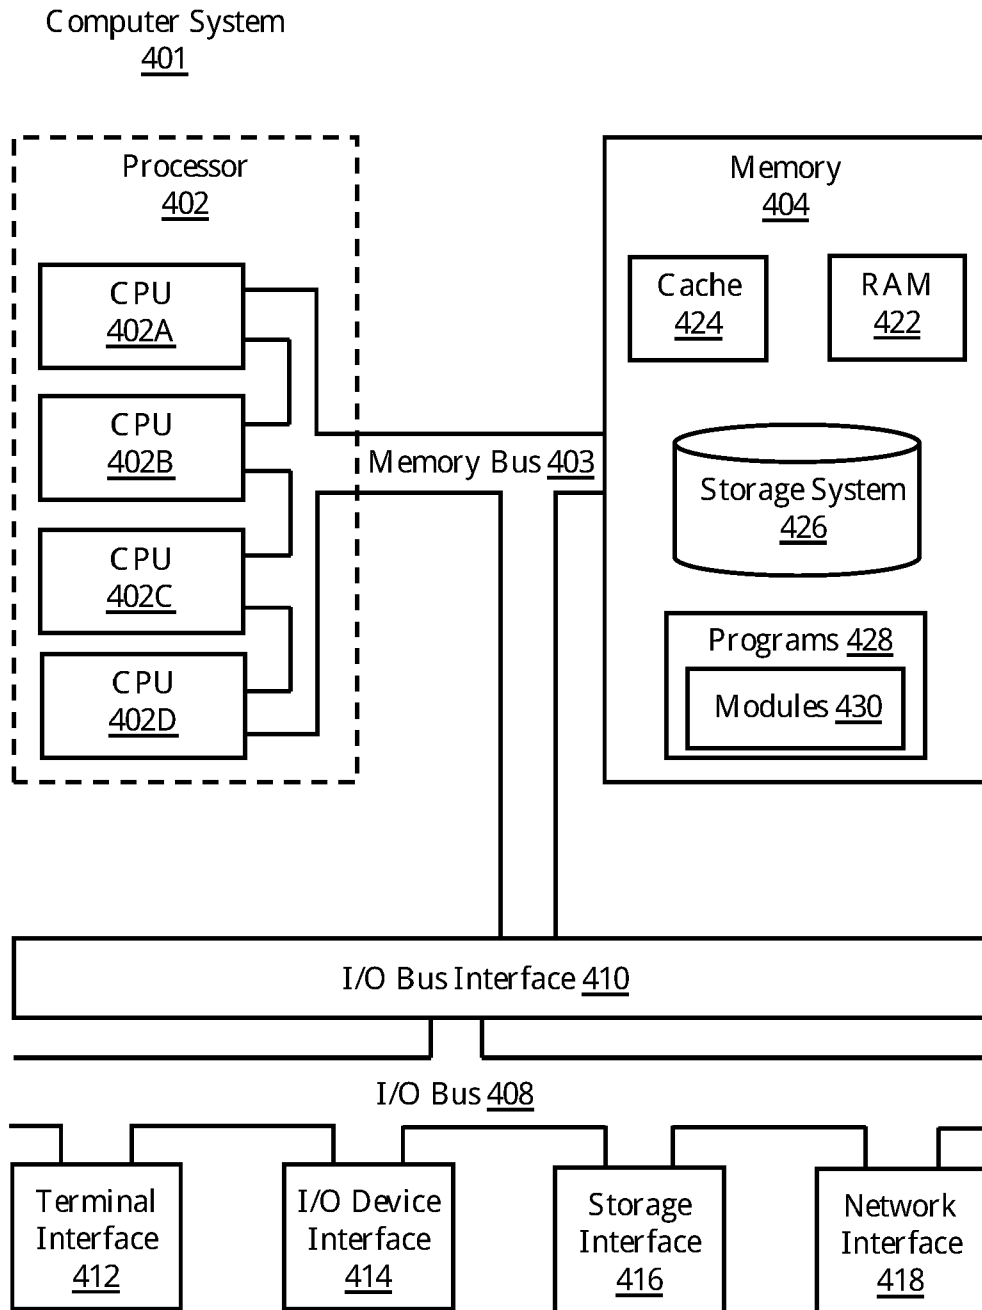 Computer System
401
Processor
402
CPU
402A
CPU
402B
CPU
402C
CPU
402D
Memory Bus 403
Memory
404
Cache
424
RAM
422
Storage System
426
Programs 428
Modules 430
I/O Bus Interface 410
I/O Bus 408
Terminal
Interface
412
I/O Device
Interface
414
Storage
Interface
416
Network
Interface
418